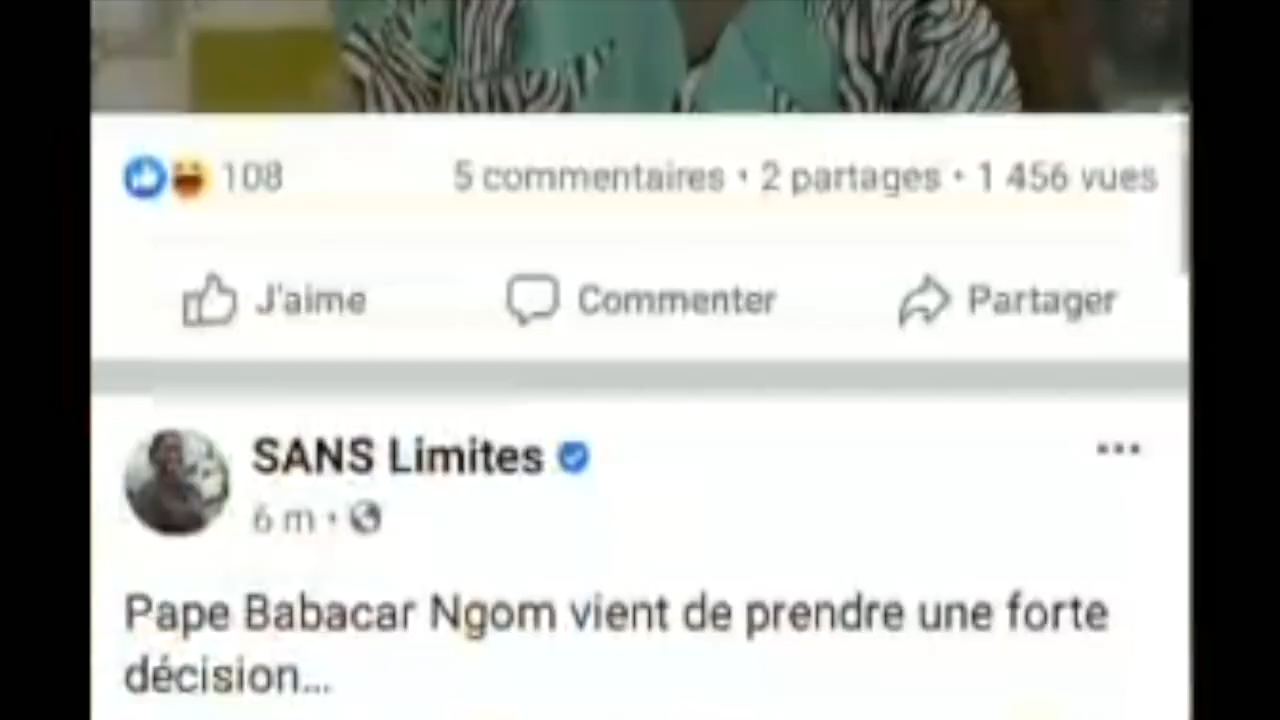 108
5 commentaires • 2 partages • 1 456 vues
J'aime
Commenter
Partager
SANS Limites
6 m •
Pape Babacar Ngom vient de prendre une forte
décision...